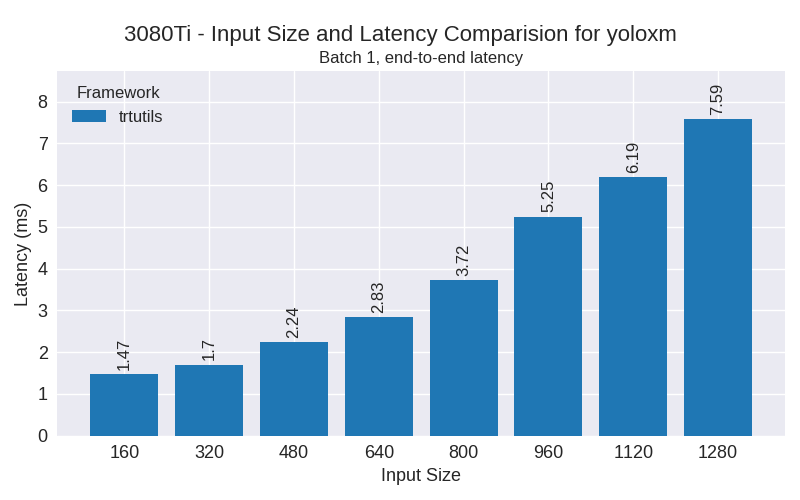 3080Ti - Input Size and Latency Comparision for yoloxm
Batch 1, end-to-end latency
Framework
trtutils
Latency (ms)
8
7
6
5
4
3
2
1
0
1.47
1.7
2.24
2.83
3.72
5.25
6.19
7.59
160 320 480 640 800 960 1120 1280
Input Size